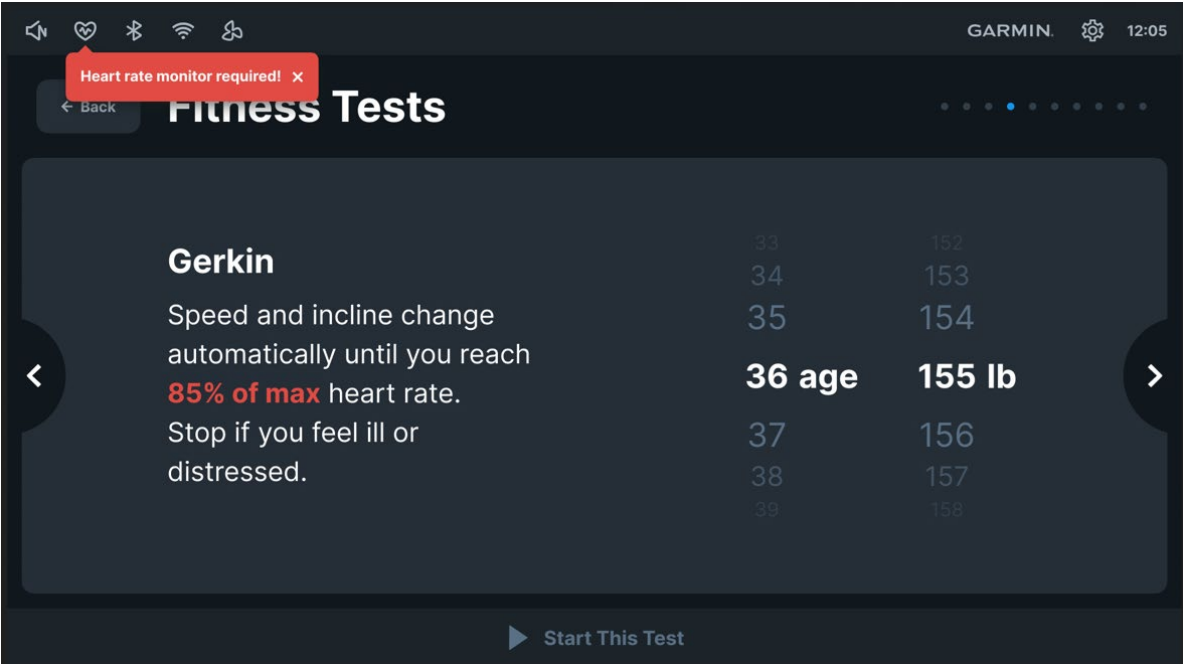 GARMIN.
12:05
Heart rate monitor required! ×
← Back
Fitness Tests
Gerkin
Speed and incline change
automatically until you reach
85% of max heart rate.
Stop if you feel ill or
distressed.
33 152
34 153
35 154
36 age 155 lb
37 156
38 157
39 158
Start This Test